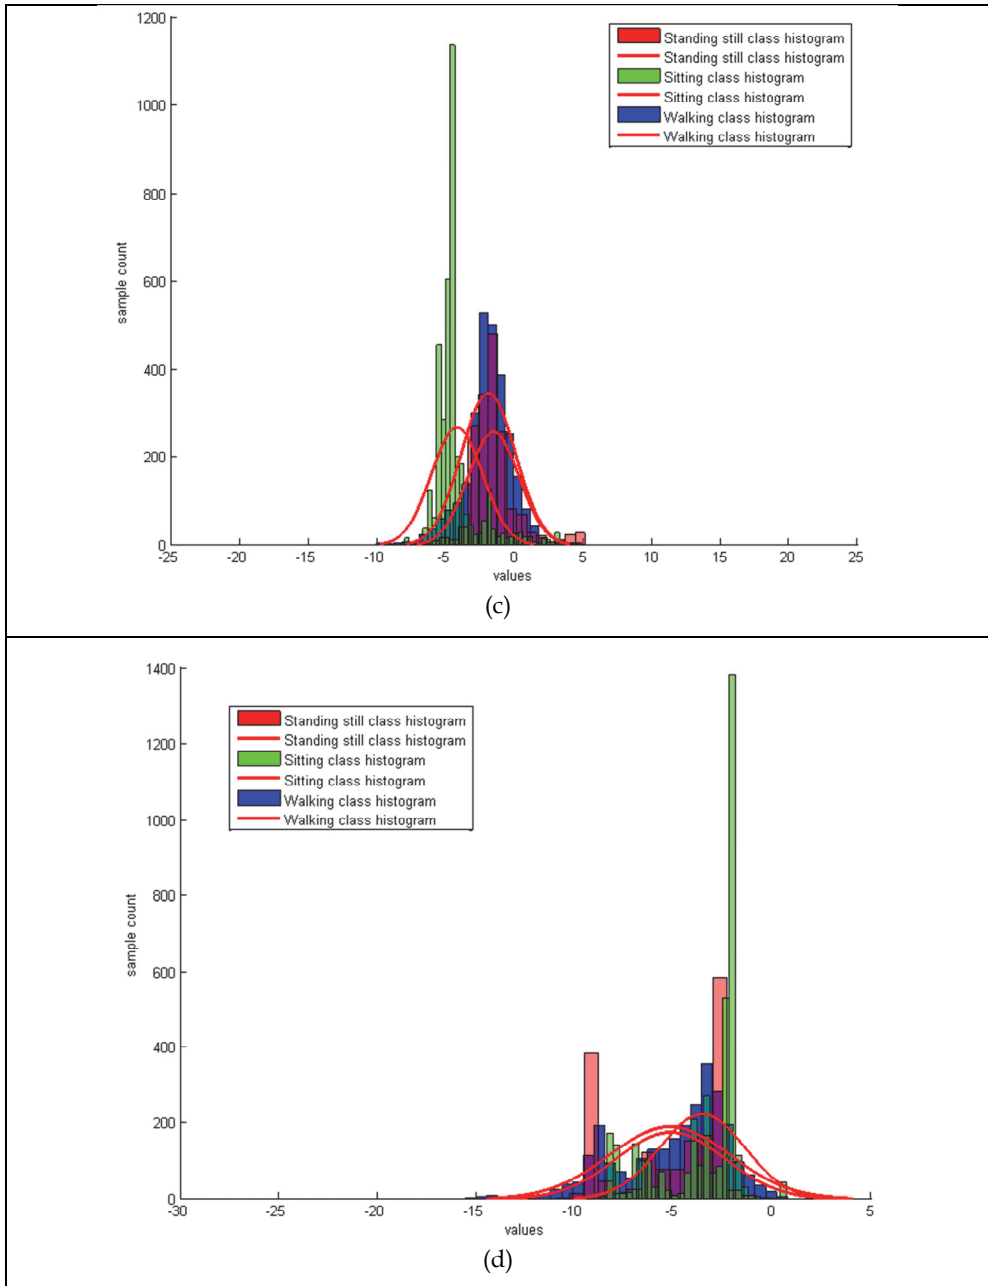 1200
1000
800
600
400
200
0
-25 -20 -15 -10 -5 0 5 10 15 20 25
sample count
values
Standing still class histogram
Standing still class histogram
Sitting class histogram
Sitting class histogram
Walking class histogram
Walking class histogram
(c)
1400
1200
1000
800
600
400
200
0
-30 -25 -20 -15 -10 -5 0 5
sample count
values
Standing still class histogram
Standing still class histogram
Sitting class histogram
Sitting class histogram
Walking class histogram
Walking class histogram
(d)